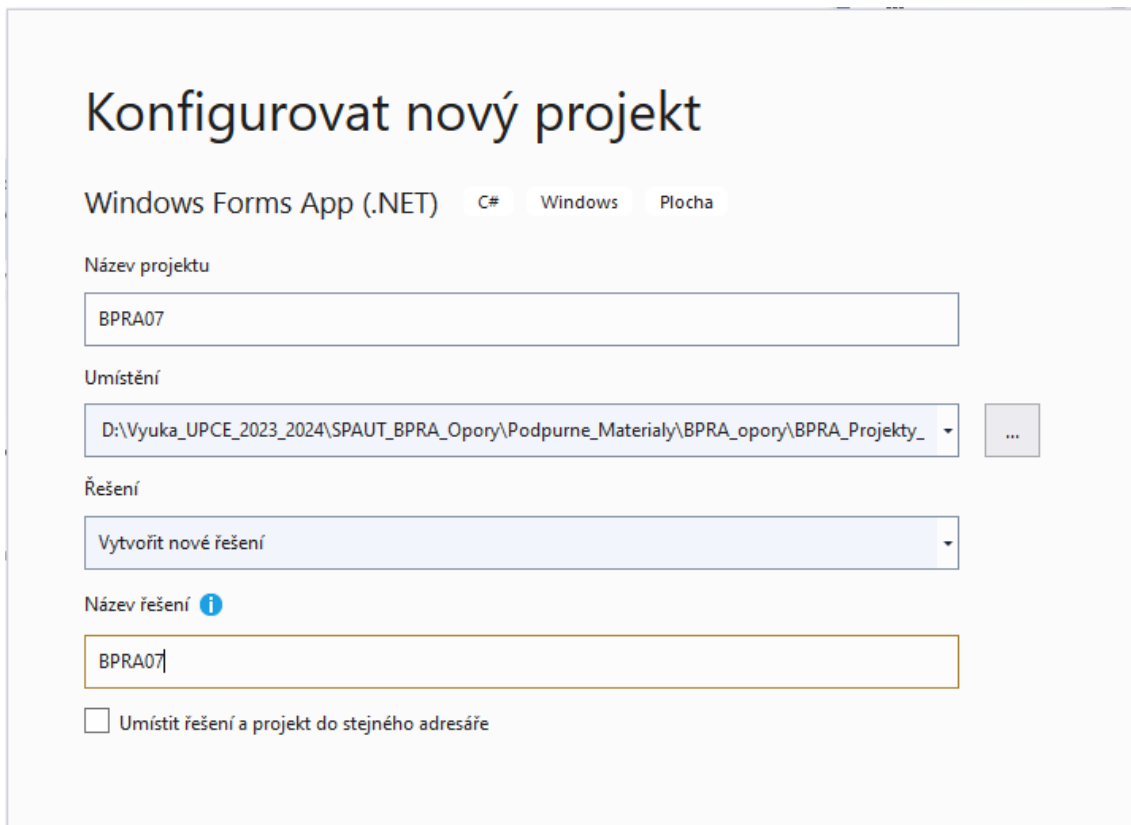 Konfigurovat nový projekt
Windows Forms App (.NET) C# Windows Plocha
Název projektu
BPRA07
Umístění
D:\Vyuka_UPCE_2023_2024\SPAUT_BPRA_Opory\Podpurne_Materialy\BPRA_opory\BPRA_Projekty_
...
Řešení
Vytvořit nové řešení
Název řešení
BPRA07
Umístit řešení a projekt do stejného adresáře